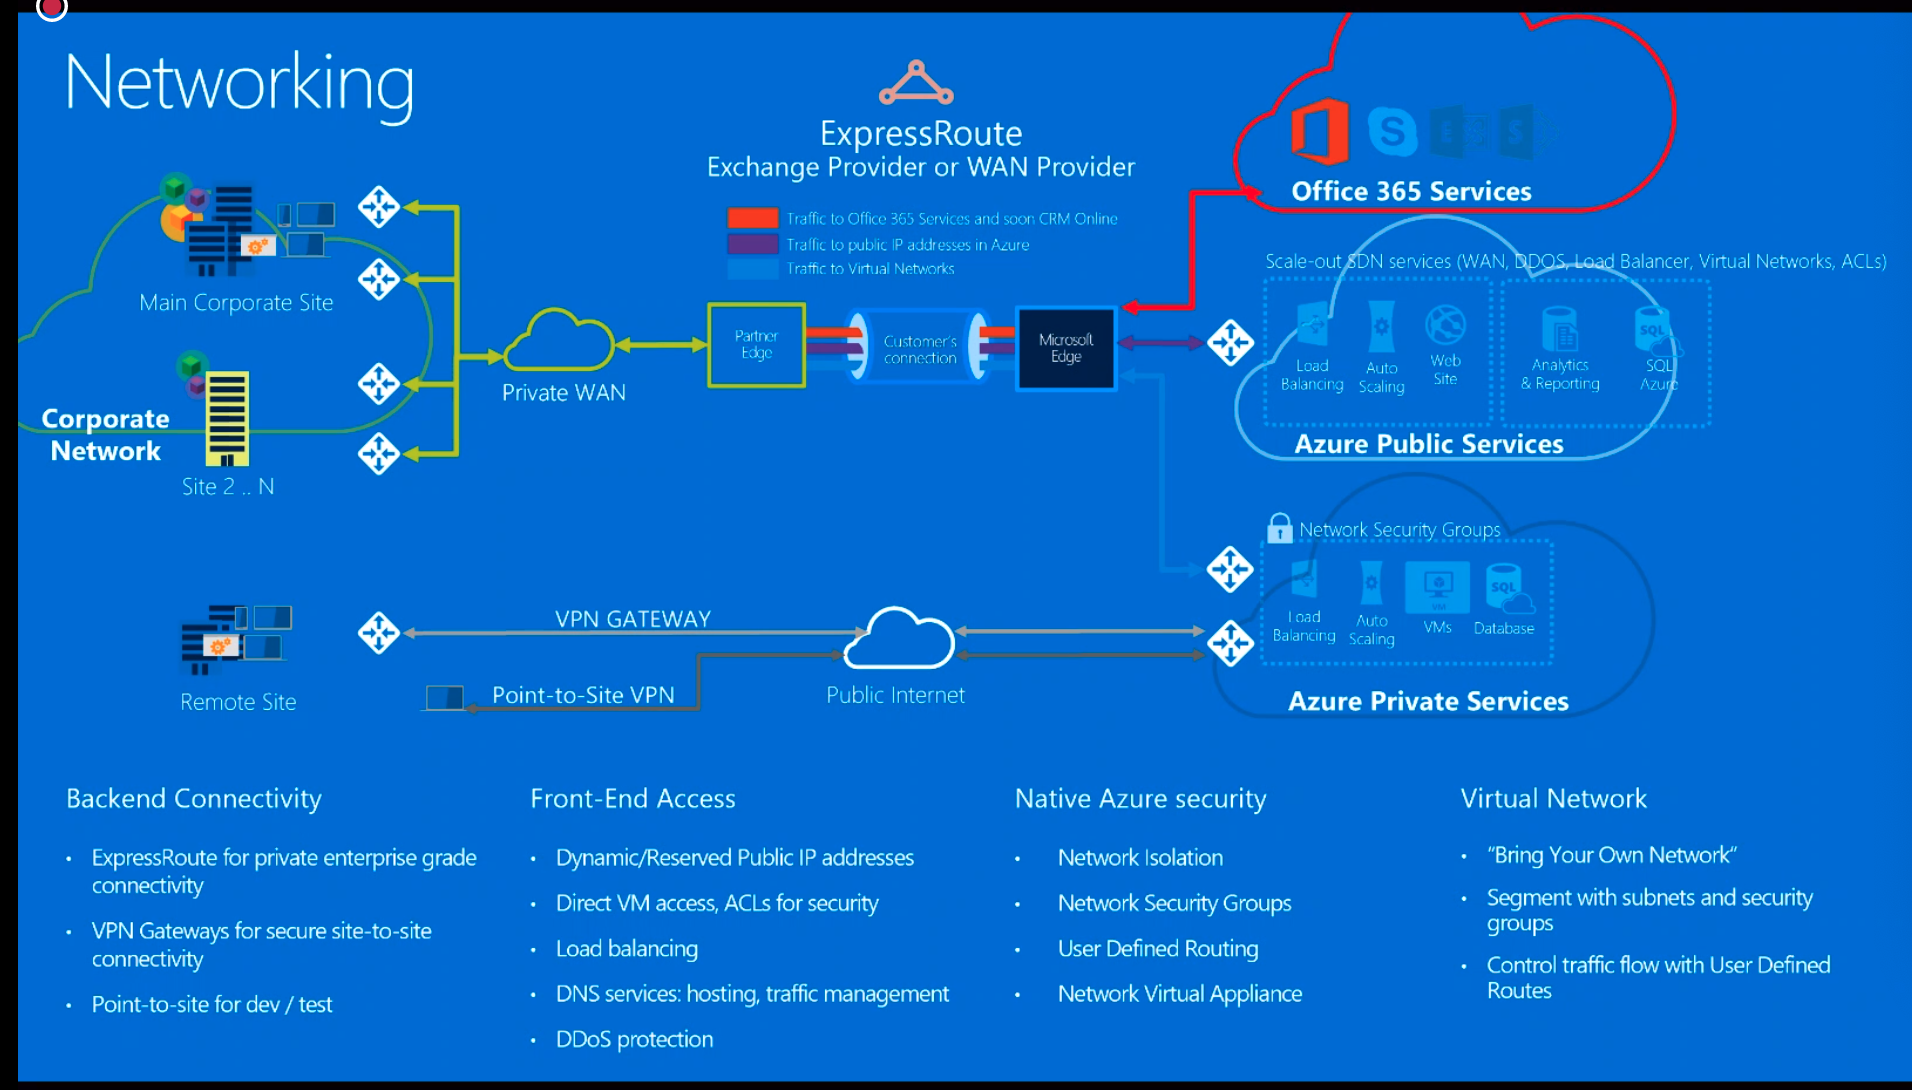 Networking
ExpressRoute
Exchange Provider or WAN Provider
Traffic to Office 365 Services and soon CRM Online
Traffic to public IP addresses in Azure
Traffic to Virtual Networks
Office 365 Services
Scale-out SDN services (WAN, DDOS, Load Balancer, Virtual Networks, ACLs)
Main Corporate Site
Corporate
Network
Site 2 .. N
Private WAN
Partner
Edge
Customer's
connection
Microsoft
Edge
Load
Balancing
Auto
Scaling
Web
Site
Analytics
& Reporting
SQL
SQL
Azure
Azure Public Services
Network Security Groups
Load
Balancing
Auto
Scaling
VM
VMs
SQL
Database
Azure Private Services
VPN GATEWAY
Remote Site
Point-to-Site VPN
Public Internet
Backend Connectivity
• ExpressRoute for private enterprise grade
connectivity
• VPN Gateways for secure site-to-site
connectivity
• Point-to-site for dev / test
Front-End Access
• Dynamic/Reserved Public IP addresses
• Direct VM access, ACLs for security
• Load balancing
• DNS services: hosting, traffic management
• DDoS protection
Native Azure security
• Network Isolation
• Network Security Groups
• User Defined Routing
• Network Virtual Appliance
Virtual Network
• “Bring Your Own Network“
• Segment with subnets and security
groups
• Control traffic flow with User Defined
Routes